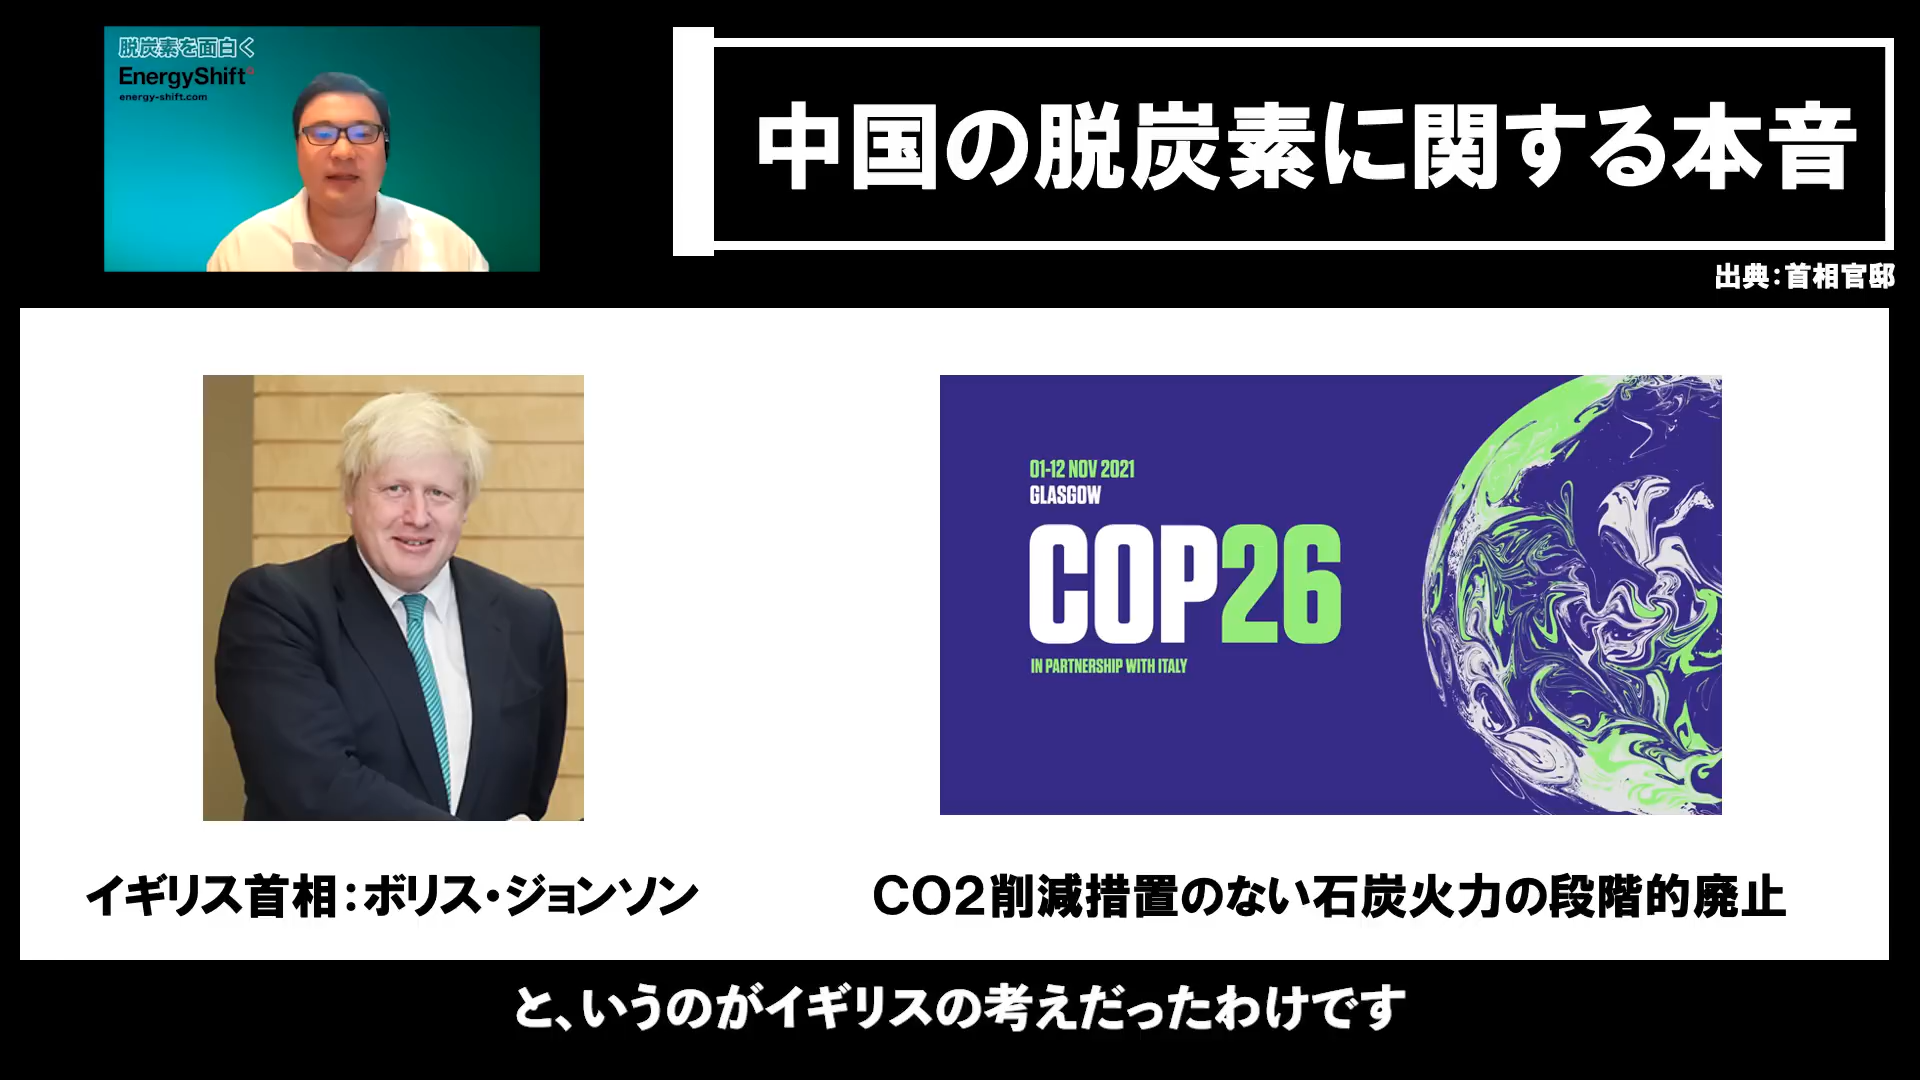 脱炭素を面白く
EnergyShift
energy-shift.com
中国の脱炭素に関する本音
出典:首相官邸
01-12 NOV 2021
GLASGOW
COP26
IN PARTNERSHIP WITH ITALY
イギリス首相:ボリス・ジョンソン
CO2削減措置のない石炭火力の段階的廃止
と、いうのがイギリスの考えだったわけです